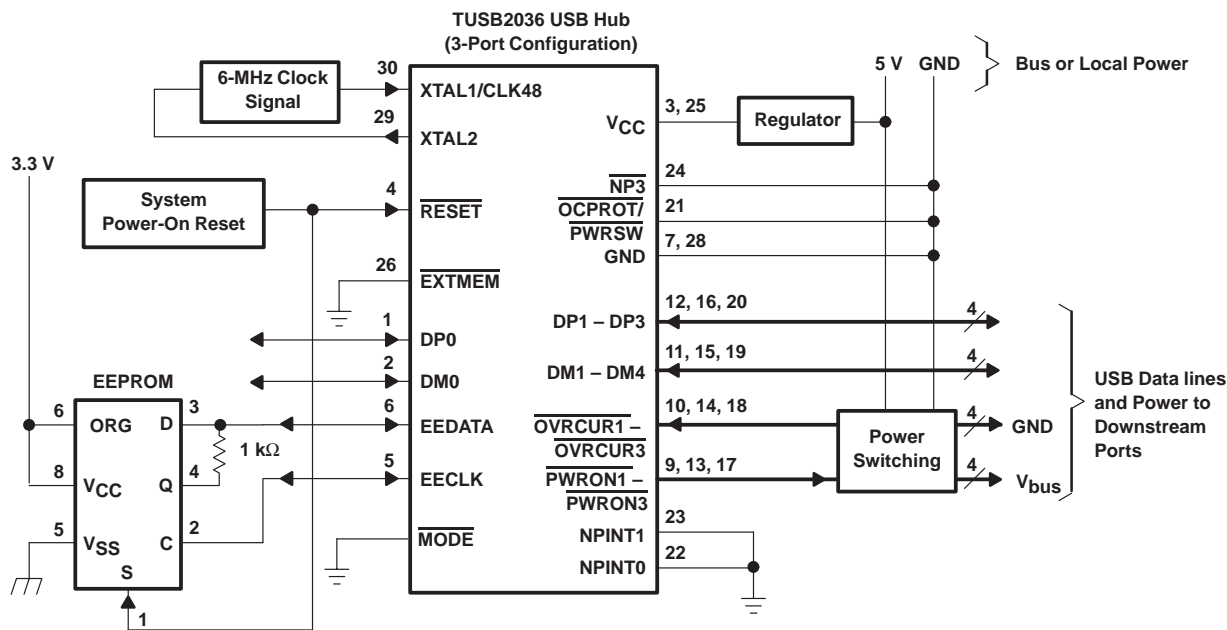 TUSB2036 USB Hub
(3-Port Configuration)
6-MHz Clock
Signal
30
XTAL1/CLK48
29
XTAL2
3.3 V
System
Power-On Reset
4
RESET
26
EXTMEM
1
DP0
2
DM0
EEPROM
6
ORG
D
3
1 kΩ
8
VCC
Q
4
5
VSS
C
2
S
1
6
EEDATA
5
EECLK
MODE
5 V
GND
Bus or Local Power
VCC
3, 25
Regulator
NP3
24
OCPROT/
PWRSW
21
GND
7, 28
DP1 – DP3
12, 16, 20
4
DM1 – DM4
11, 15, 19
4
OVRCUR1 –
OVRCUR3
10, 14, 18
Power
Switching
4
GND
PWRON1 –
PWRON3
9, 13, 17
4
Vbus
USB Data lines
and Power to
Downstream
Ports
NPINT1
23
NPINT0
22